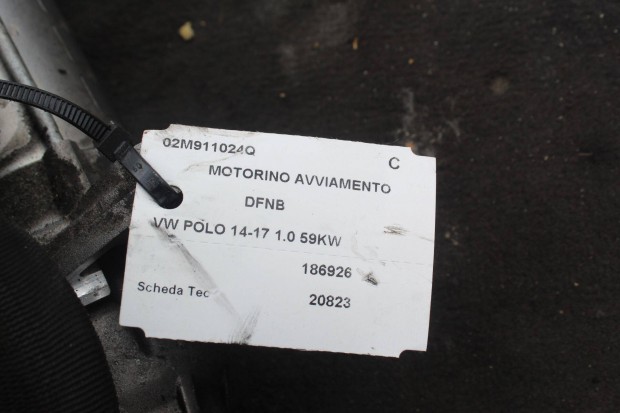 02M911024Q C
MOTORINO AVVIAMENTO
DFNB
VW POLO 14-17 1.0 59KW
186926
Scheda Tec 20823